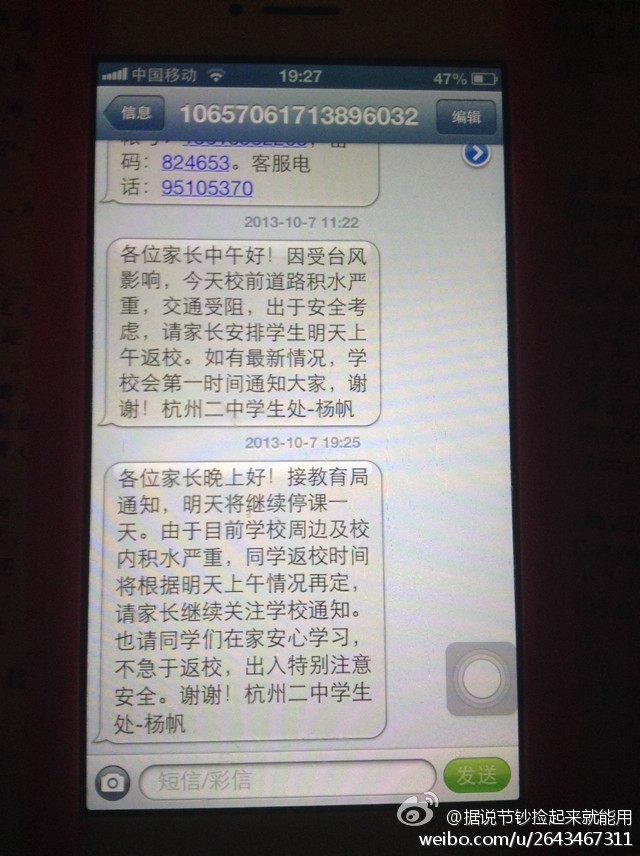 中国移动
19:27
47%
信息
10657061713896032
编辑
码：824653。客服电
话：95105370
2013-10-7 11:22
各位家长中午好！因受台风
影响，今天校前道路积水严
重，交通受阻，出于安全考
虑，请家长安排学生明天上
午返校。如有最新情况，学
校会第一时间通知大家，谢
谢！杭州二中学生处-杨帆
2013-10-7 19:25
各位家长晚上好！接教育局
通知，明天将继续停课一
天。由于目前学校周边及校
内积水严重，同学返校时间
将根据明天上午情况再定，
请家长继续关注学校通知。
也请同学们在家安心学习，
不急于返校，出入特别注意
安全。谢谢！杭州二中学生
处-杨帆
短信/彩信
发送
@据说节钞捡起来就能用
weibo.com/u/2643467311